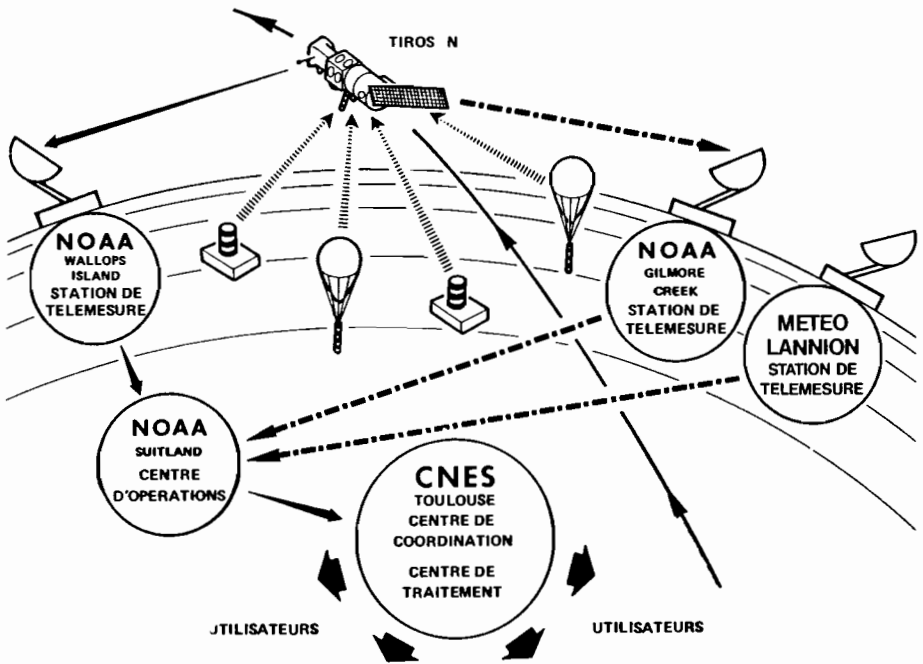 TIROS N
NOAA
WALLOPS
ISLAND
STATION DE
TELEMESURE
NOAA
GILMORE
CREEK
STATION DE
TELEMESURE
METEO
LANNION
STATION DE
TELEMESURE
NOAA
SUITLAND
CENTRE
D'OPERATIONS
CNES
TOULOUSE
CENTRE DE
COORDINATION
CENTRE DE
TRAITEMENT
JTILISATEURS
UTILISATEURS